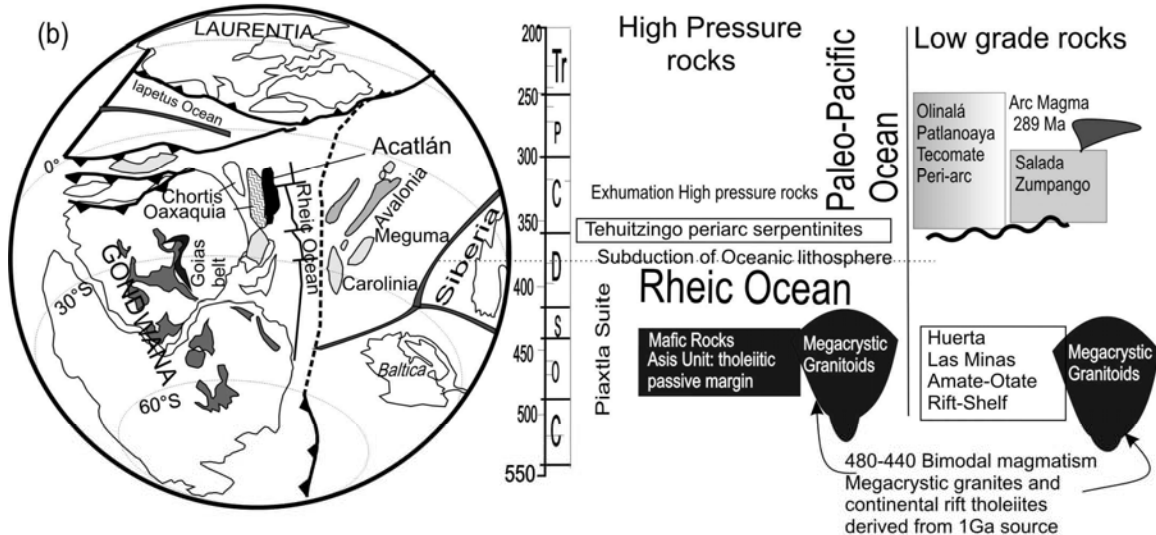 (b)
LAURENTIA
Iapetus Ocean
0°
Acatlán
Chortis
Oaxaquia
Rheic Ocean
Avalonia
Meguma
Carolinia
Siberia
Goias
belt
GONDWANA
30°S
60°S
Baltica
200
250
300
350
400
450
500
550
Tr
P
C
D
S
O
C
High Pressure
rocks
Paleo-Pacific
Ocean
Exhumation High pressure rocks
Tehuitzingo periarc serpentinites
Subduction of Oceanic lithosphere
Rheic Ocean
Piaxtla Suite
Mafic Rocks
Asis Unit: tholeiitic
passive margin
Megacrystic
Granitoids
Low grade rocks
Olinalá
Patlanoaya
Tecomate
Peri-arc
Arc Magma
289 Ma
Salada
Zumpango
Huerta
Las Minas
Amate-Otate
Rift-Shelf
Megacrystic
Granitoids
480-440 Bimodal magmatism
Megacrystic granites and
continental rift tholeiites
derived from 1Ga source